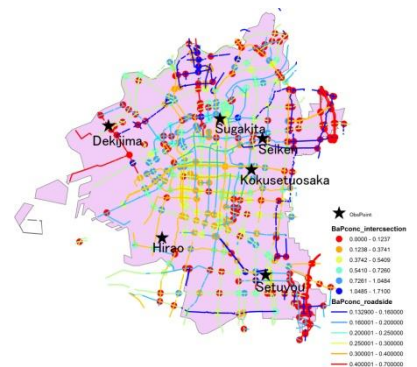 Dekijima
Sugakita
Seiken
Kokusetuosaka
Hirao
Setuyou
ObsPoint
BaPconc_intercsection
0.0000 - 0.1237
0.1238 - 0.3741
0.3742 - 0.5409
0.5410 - 0.7260
0.7261 - 1.0484
1.0485 - 1.7100
BaPconc_roadside
0.132900 - 0.160000
0.160001 - 0.200000
0.200001 - 0.250000
0.250001 - 0.300000
0.300001 - 0.400000
0.400001 - 0.700000